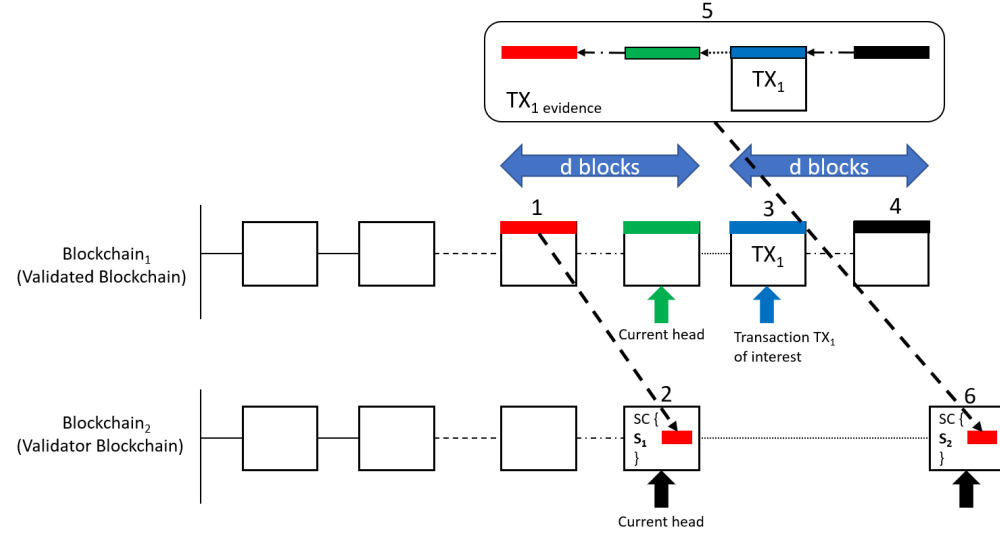 5
TX1
TX1 evidence
d blocks
d blocks
1
3
4
Blockchain1
(Validated Blockchain)
TX1
Current head
Transaction TX1
of interest
2
6
Blockchain2
(Validator Blockchain)
SC {
S1
}
SC {
S2
}
Current head